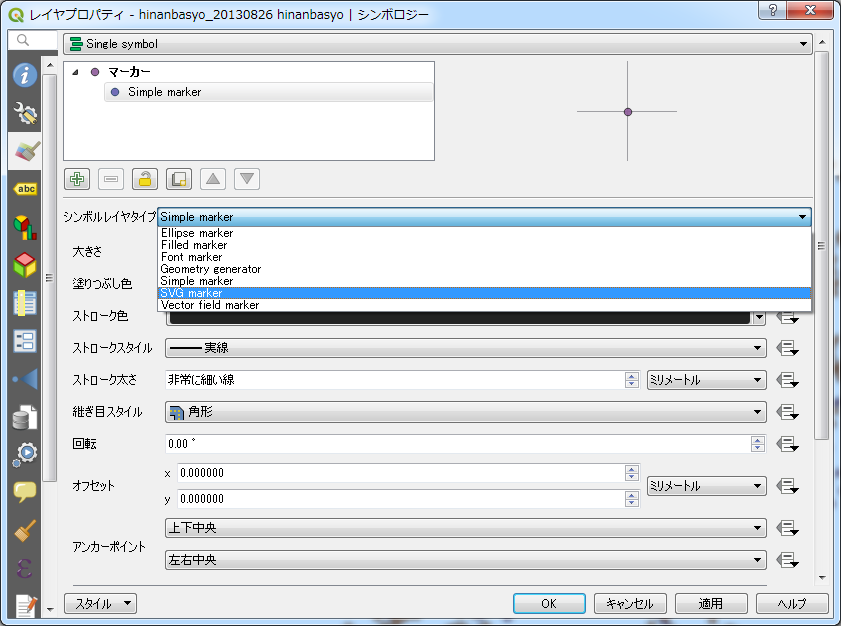 レイヤプロパティ - hinanbasyo_20130826 hinanbasyo | シンボロジー
Single symbol
マーカー
Simple marker
シンボルレイヤタイプ Simple marker
Ellipse marker
Filled marker
大きさ
Font marker
Geometry generator
塗りつぶし色
Simple marker
SVG marker
Vector field marker
ストローク色
ストロークスタイル 実線
ストローク太さ 非常に細い線 ミリメートル
継ぎ目スタイル 角形
回転 0.00 °
x 0.000000
オフセット ミリメートル
y 0.000000
上下中央
アンカーポイント
左右中央
スタイル OK キャンセル 適用 ヘルプ
abc